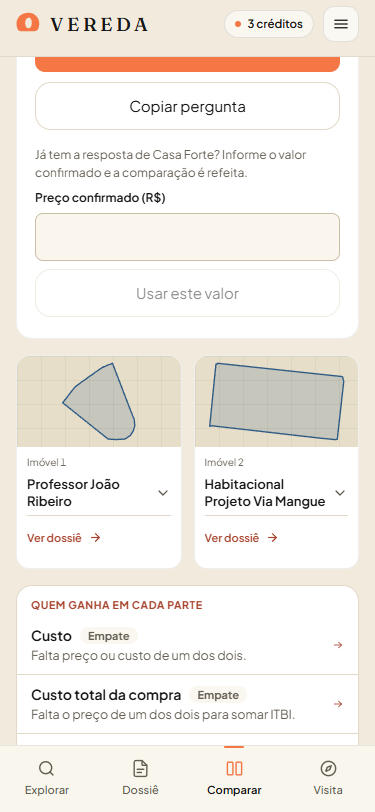 VEREDA
3 créditos
Copiar pergunta
Já tem a resposta de Casa Forte? Informe o valor
confirmado e a comparação é refeita.
Preço confirmado (R$)
Usar este valor
Imóvel 1
Professor João
Ribeiro
Ver dossiê
Imóvel 2
Habitacional
Projeto Via Mangue
Ver dossiê
QUEM GANHA EM CADA PARTE
Custo Empate
Falta preço ou custo de um dos dois.
Custo total da compra Empate
Falta o preço de um dos dois para somar ITBI.
Explorar
Dossiê
Comparar
Visita